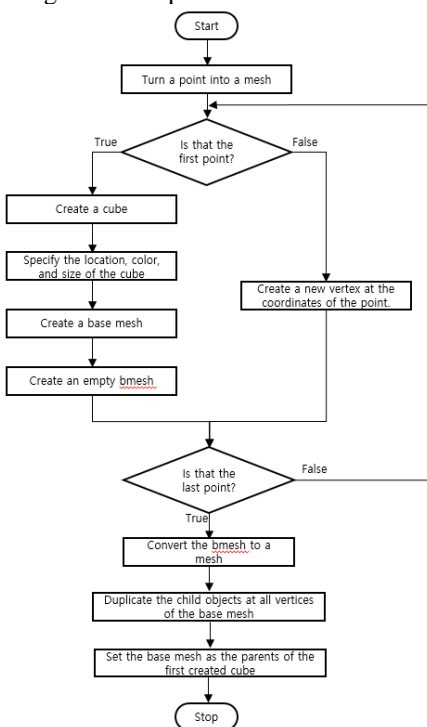 Start
Turn a point into a mesh
Is that the
first point?
True
False
Create a cube
Specify the location, color,
and size of the cube
Create a new vertex at the
coordinates of the point.
Create a base mesh
Create an empty bmesh
Is that the
last point?
False
True
Convert the bmesh to a
mesh
Duplicate the child objects at all vertices
of the base mesh
Set the base mesh as the parents of the
first created cube
Stop